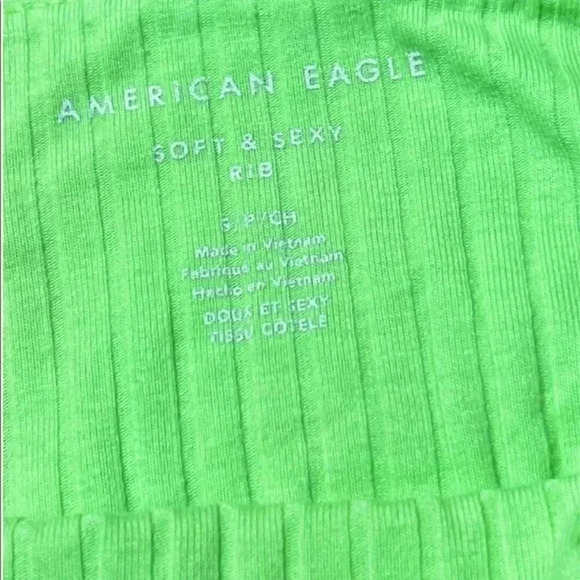 AMERICAN EAGLE
SOFT & SEXY
RIB
S/P/CH
Made in Vietnam
Fabriqué au Vietnam
Hecho en Vietnam
DOUX ET SEXY
TISSU CÔTELÉ